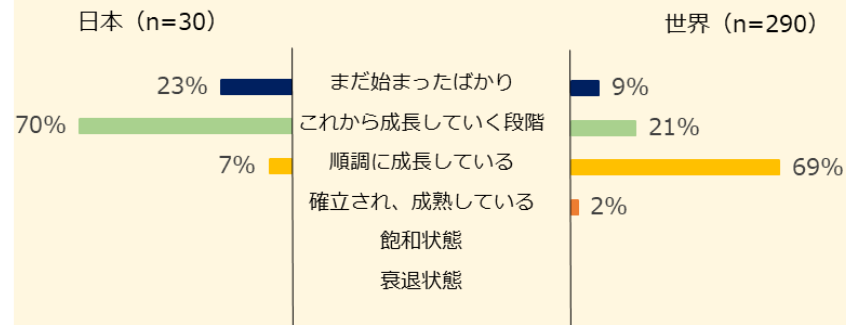 日本（n=30） 世界（n=290）
23% まだ始まったばかり 9%
70% これから成長していく段階 21%
7% 順調に成長している 69%
確立され、成熟している 2%
飽和状態
衰退状態